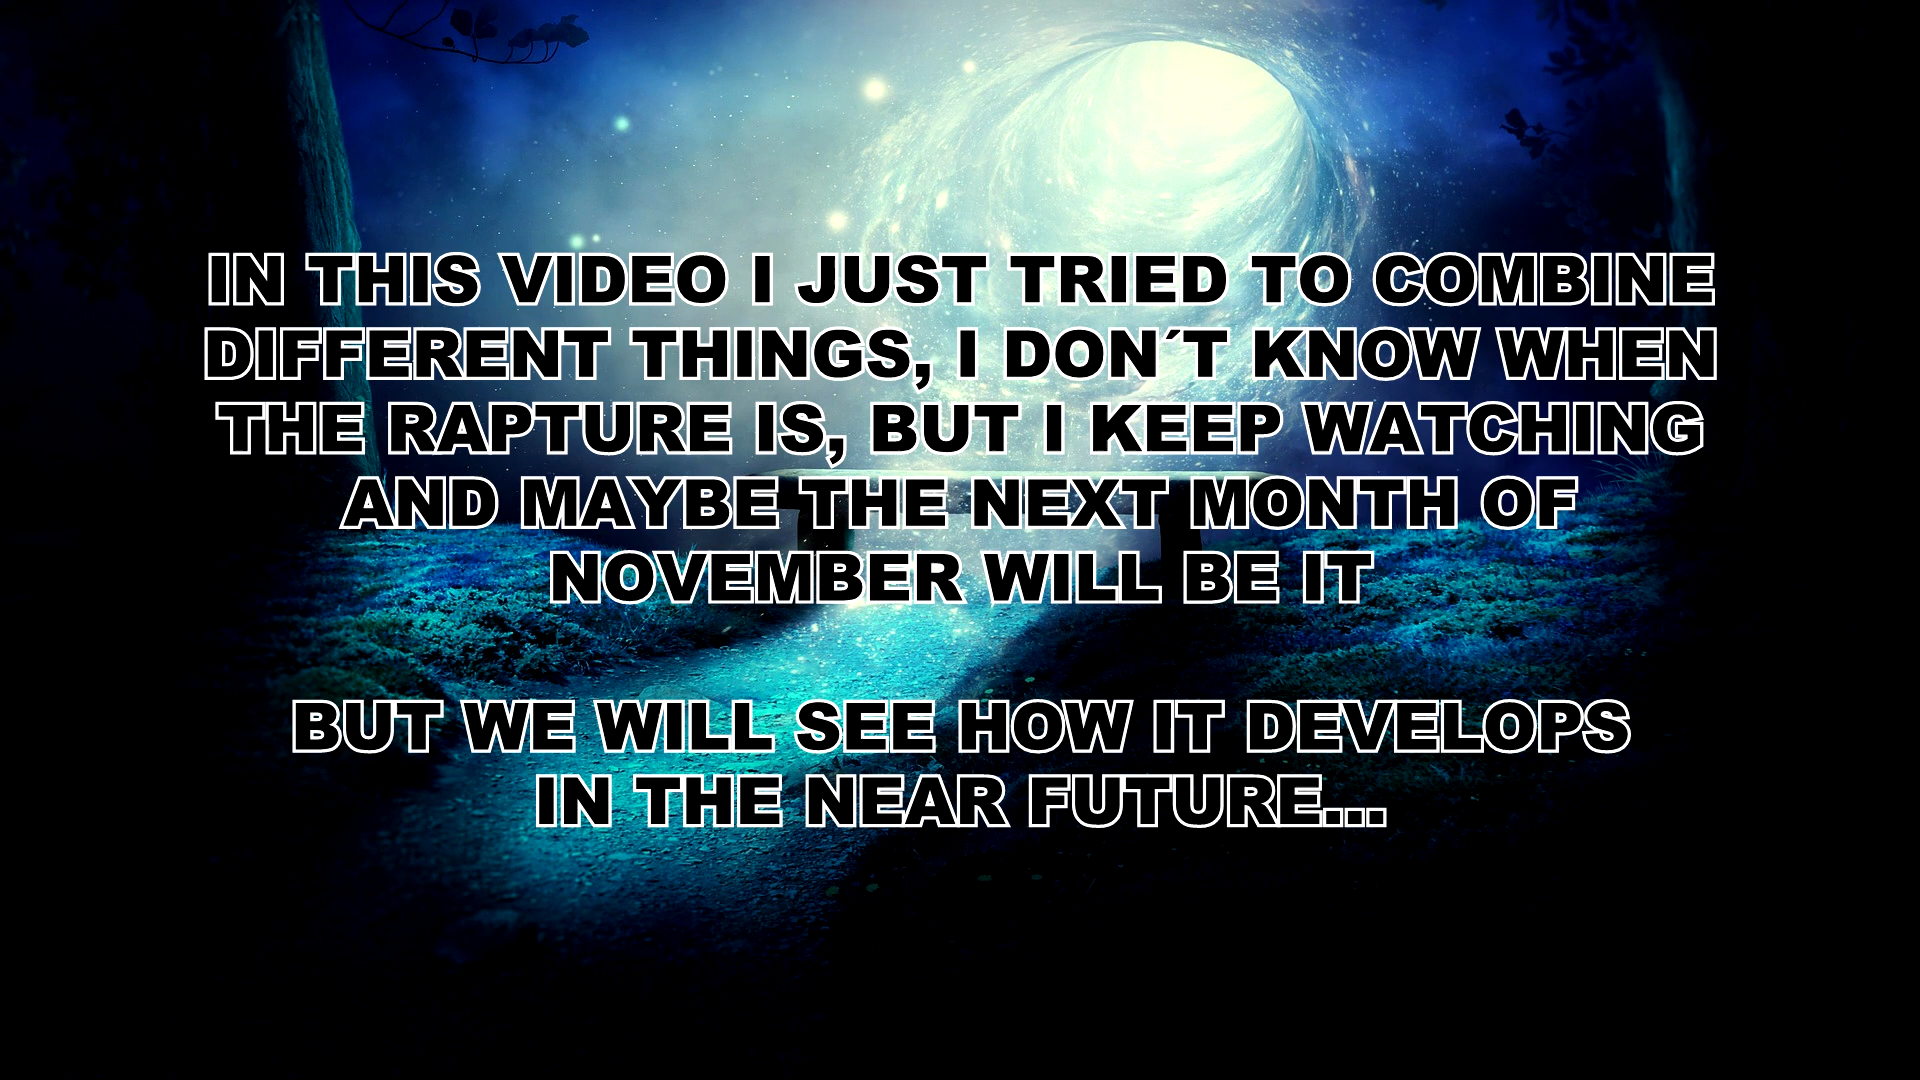 IN THIS VIDEO I JUST TRIED TO COMBINE
DIFFERENT THINGS, I DON´T KNOW WHEN
THE RAPTURE IS, BUT I KEEP WATCHING
AND MAYBE THE NEXT MONTH OF
NOVEMBER WILL BE IT
BUT WE WILL SEE HOW IT DEVELOPS
IN THE NEAR FUTURE...